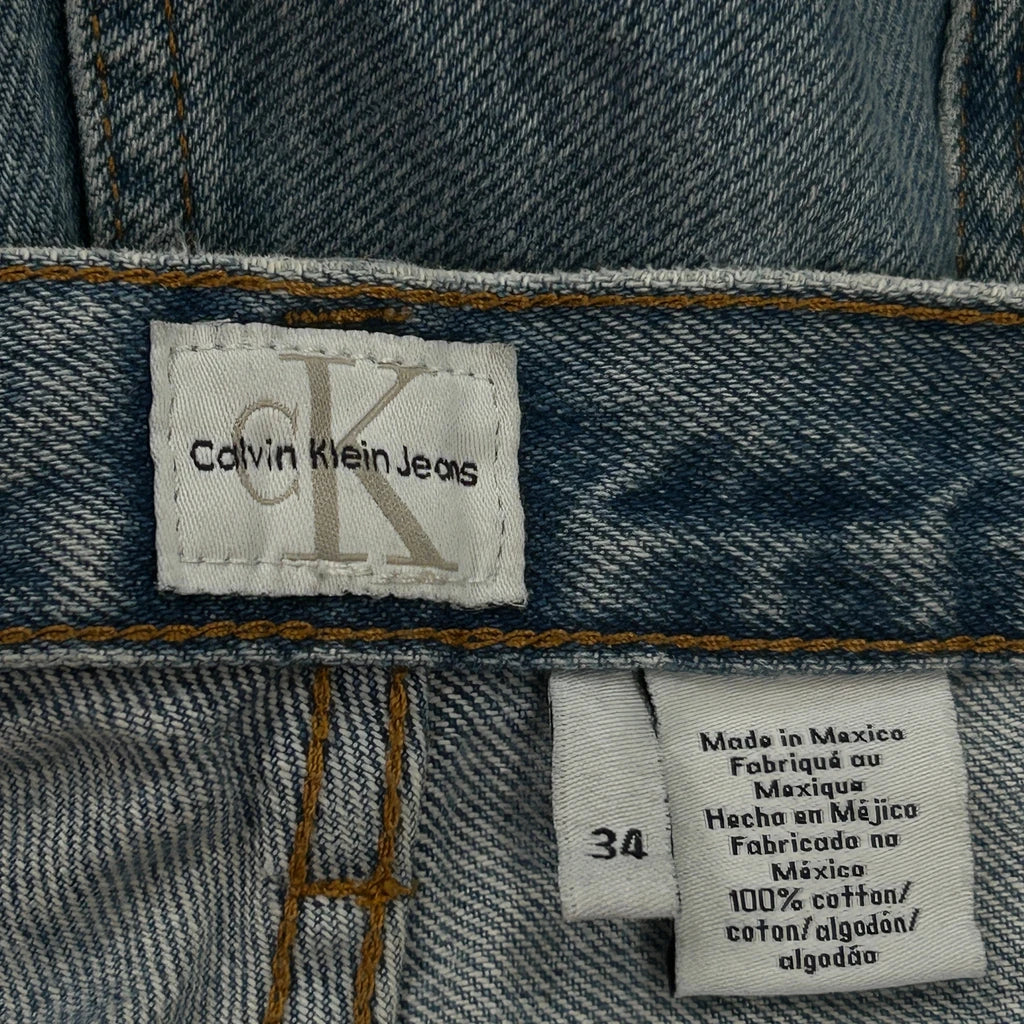 CK
Calvin Klein Jeans
34
Made in Mexico
Fabriqué au
Mexique
Hecho en Méjico
Fabricado no
México
100% cotton/
coton/algodón/
algodão